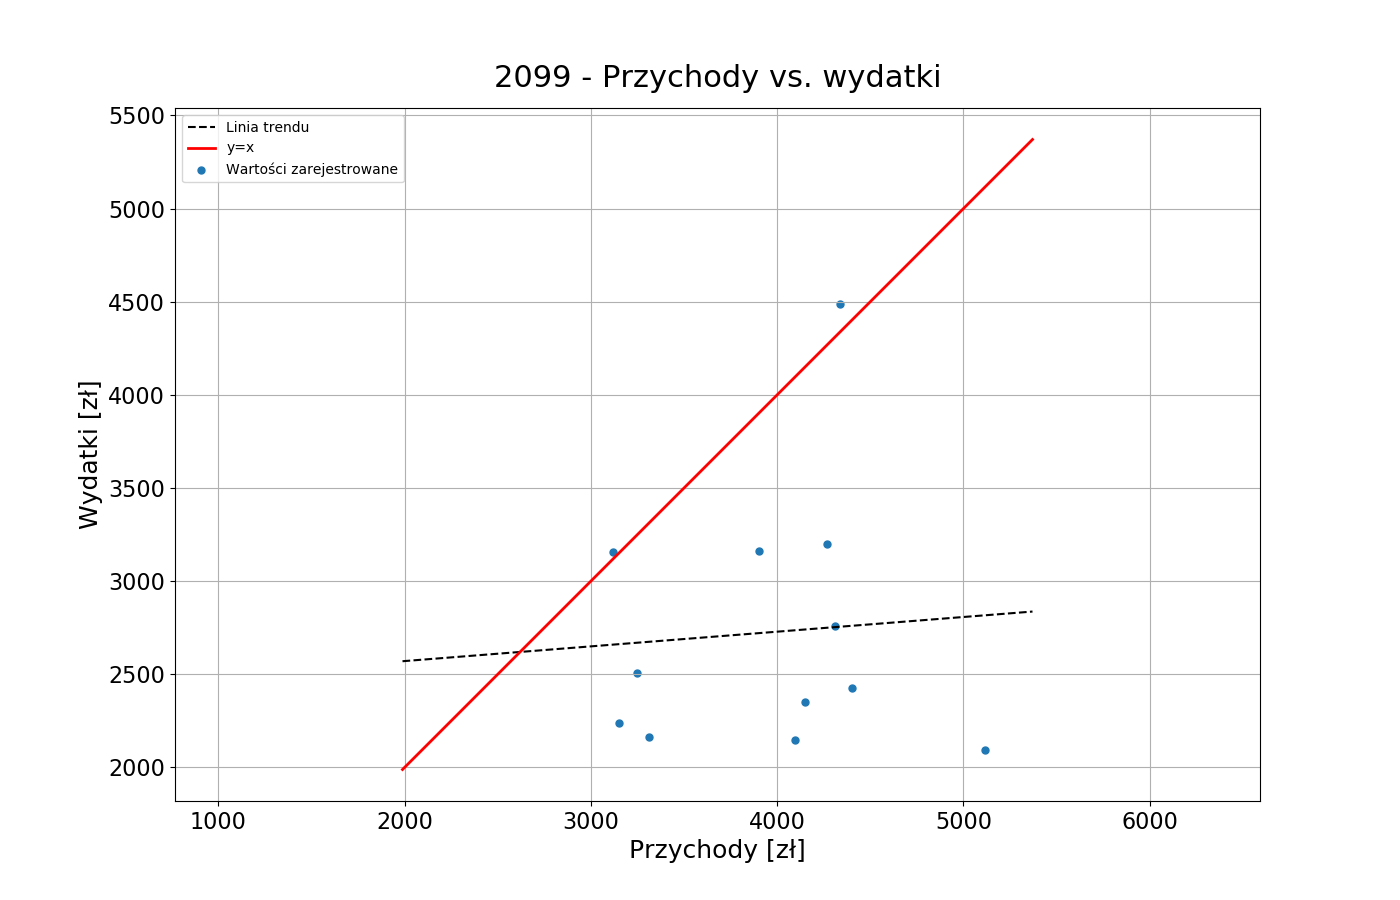 2099 - Przychody vs. wydatki
5500
5000
4500
4000
3500
3000
2500
2000
Wydatki [zł]
Linia trendu
y=x
Wartości zarejestrowane
1000 2000 3000 4000 5000 6000
Przychody [zł]